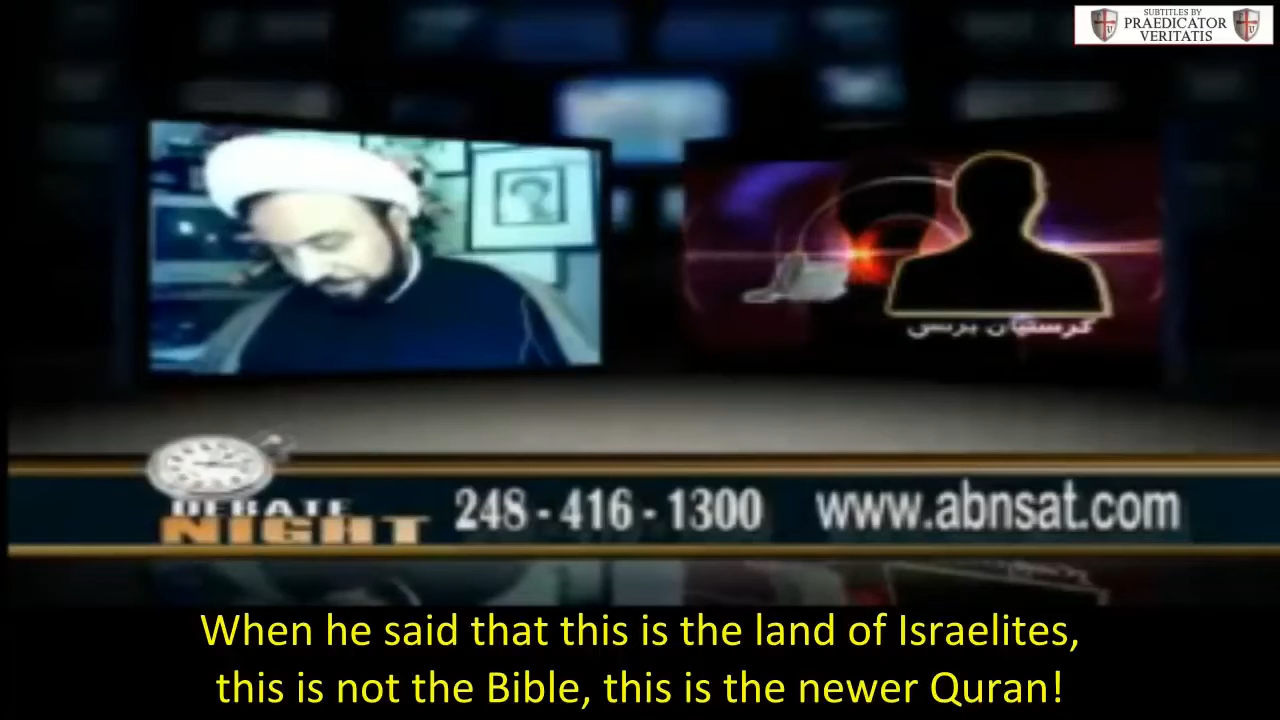 SUBTITLES BY
PRAEDICATOR
VERITATIS
كرستيان برنس
DEBATE
NIGHT
248 - 416 - 1300 www.abnsat.com
When he said that this is the land of Israelites,
this is not the Bible, this is the newer Quran!